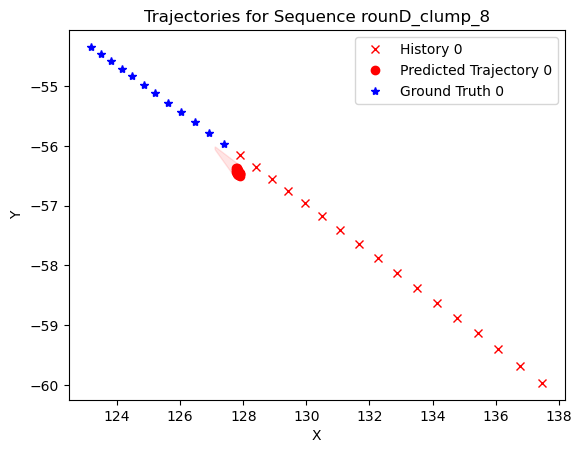 Trajectories for Sequence rounD_clump_8
History 0
Predicted Trajectory 0
Ground Truth 0
Y
−55
−56
−57
−58
−59
−60
124 126 128 130 132 134 136 138
X